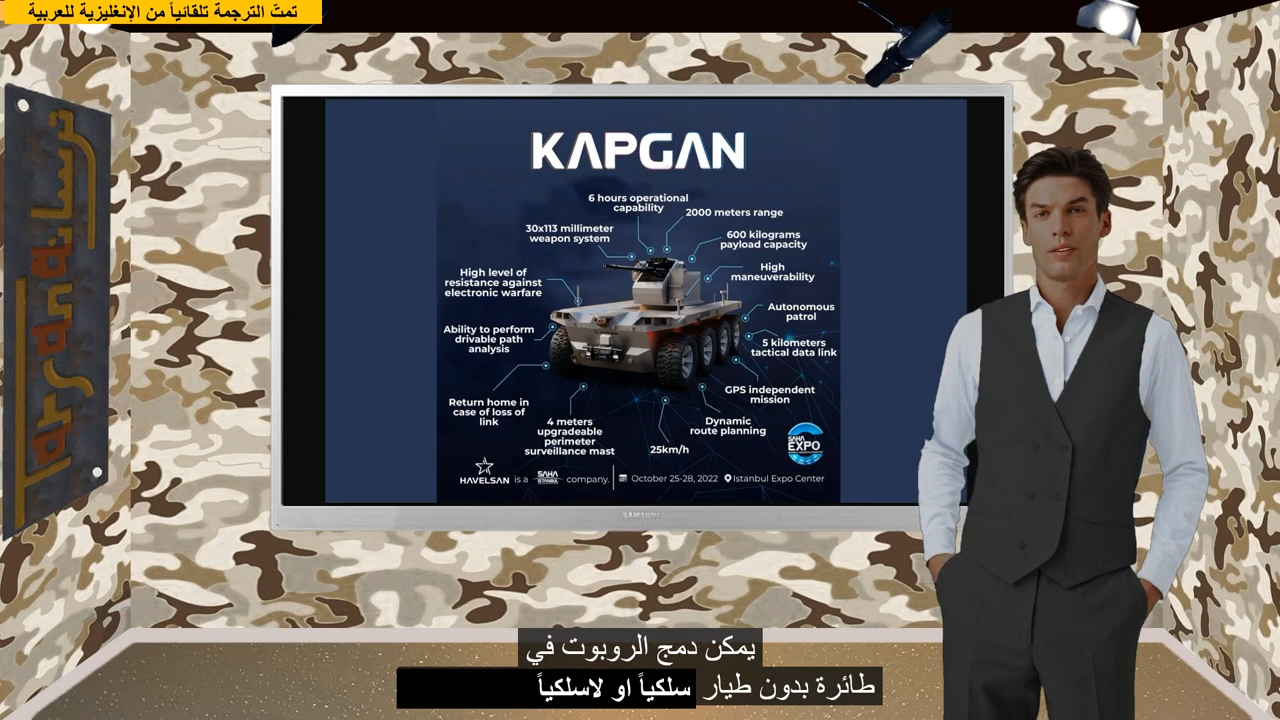 تمتّ الترجمة تلقائياً من الإنغليزية للعربية
ترسانة
Tarsana
KAPGAN
6 hours operational
capability
2000 meters range
30x113 millimeter
weapon system
600 kilograms
payload capacity
High level of
resistance against
electronic warfare
High
maneuverability
Autonomous
patrol
Ability to perform
drivable path
analysis
5 kilometers
tactical data link
GPS independent
mission
Return home in
case of loss of
link
4 meters
upgradeable
perimeter
surveillance mast
Dynamic
route planning
25km/h
SAHA
EXPO
HAVELSAN is a SAHA ISTANBUL company.
October 25-28, 2022
Istanbul Expo Center
SAMSUNG
يمكن دمج الروبوت في
طائرة بدون طيار سلكياً او لاسلكياً